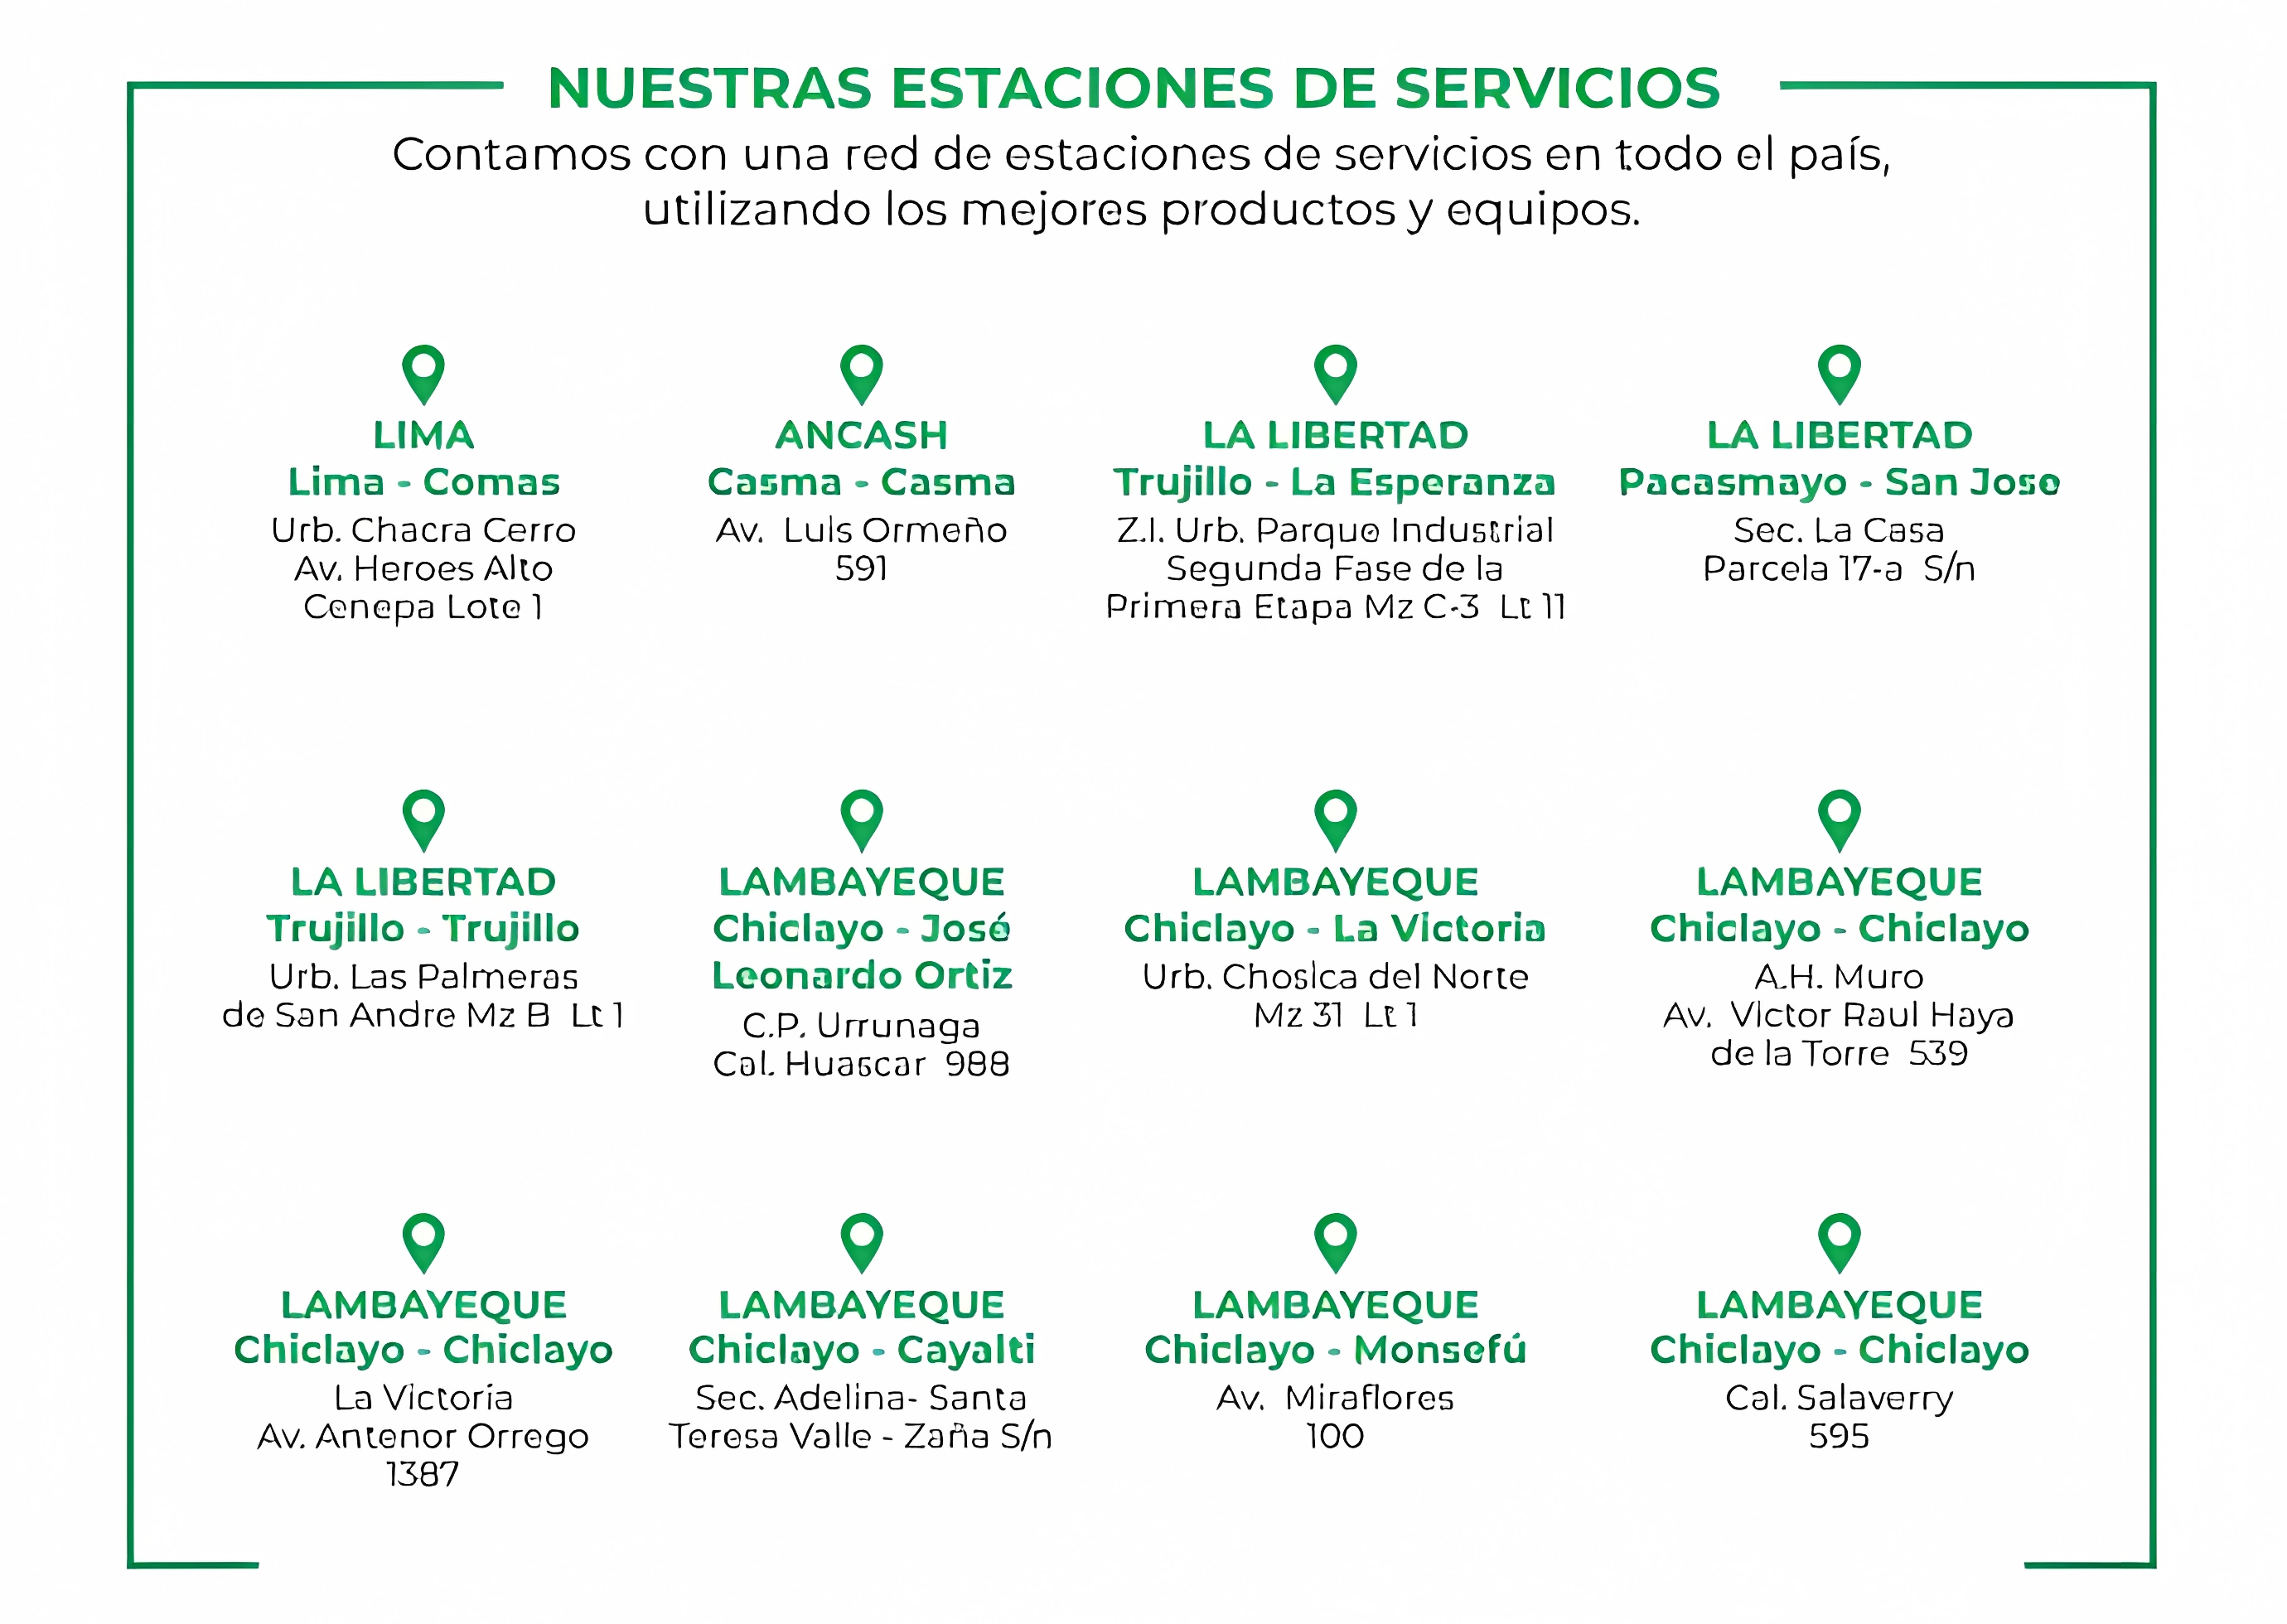 NUESTRAS ESTACIONES DE SERVICIOS
Contamos con una red de estaciones de servicios en todo el país,
utilizando los mejores productos y equipos.
LIMA
Lima - Comas
Urb. Chacra Cerro
Av. Heroes Alto
Cenepa Lote 1
ANCASH
Casma - Casma
Av. Luis Ormeño
591
LA LIBERTAD
Trujillo - La Esperanza
Z.I. Urb. Parque Industrial
Segunda Fase de la
Primera Etapa Mz C-3 Lt 11
LA LIBERTAD
Pacasmayo - San Jose
Sec. La Casa
Parcela 17-a S/n
LA LIBERTAD
Trujillo - Trujillo
Urb. Las Palmeras
de San Andre Mz B Lt 1
LAMBAYEQUE
Chiclayo - José
Leonardo Ortiz
C.P. Urrunaga
Cal. Huascar 988
LAMBAYEQUE
Chiclayo - La Victoria
Urb. Chosica del Norte
Mz 31 Lt 1
LAMBAYEQUE
Chiclayo - Chiclayo
A.H. Muro
Av. Victor Raul Haya
de la Torre 539
LAMBAYEQUE
Chiclayo - Chiclayo
La Victoria
Av. Antenor Orrego
1387
LAMBAYEQUE
Chiclayo - Cayalti
Sec. Adelina- Santa
Teresa Valle - Zaña S/n
LAMBAYEQUE
Chiclayo - Monsefú
Av. Miraflores
100
LAMBAYEQUE
Chiclayo - Chiclayo
Cal. Salaverry
595